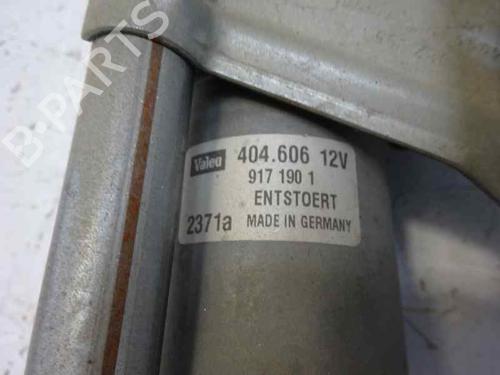 B-PARTS
Valeo 404.606 12V
917 190 1
ENTSTOERT
2371a MADE IN GERMANY